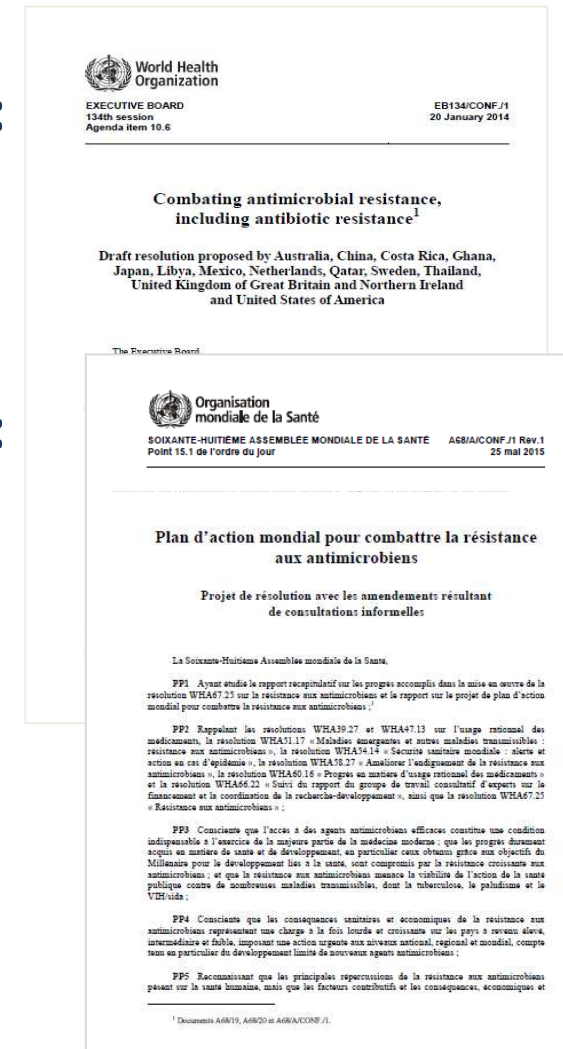 World Health
Organization
EXECUTIVE BOARD EB134/CONF./1
134th session 20 January 2014
Agenda item 10.6
Combating antimicrobial resistance,
including antibiotic resistance1
Draft resolution proposed by Australia, China, Costa Rica, Ghana,
Japan, Libya, Mexico, Netherlands, Qatar, Sweden, Thailand,
United Kingdom of Great Britain and Northern Ireland
and United States of America
The Executive Board
Organisation
mondiale de la Santé
SOIXANTE-HUITIÈME ASSEMBLÉE MONDIALE DE LA SANTÉ A68/A/CONF./1 Rev.1
Point 15.1 de l'ordre du jour 25 mai 2015
Plan d'action mondial pour combattre la résistance
aux antimicrobiens
Projet de résolution avec les amendements résultant
de consultations informelles
La Soixante-Huitième Assemblée mondiale de la Santé,
PP1 Ayant étudié le rapport récapitulatif sur les progrès accomplis dans la mise en œuvre de la
résolution WHA67.25 sur la résistance aux antimicrobiens et le rapport sur le projet de plan d'action
mondial pour combattre la résistance aux antimicrobiens ;1
PP2 Rappelant les résolutions WHA39.27 et WHA47.13 sur l'usage rationnel des
médicaments, la résolution WHA51.17 « Maladies émergentes et autres maladies transmissibles :
résistance aux antimicrobiens », la résolution WHA54.14 « Sécurité sanitaire mondiale : alerte et
action en cas d'épidémie », la résolution WHA58.27 « Améliorer l'endiguement de la résistance aux
antimicrobiens », la résolution WHA60.16 « Progrès en matière d'usage rationnel des médicaments »
et la résolution WHA66.22 « Suivi du rapport du groupe de travail consultatif d'experts sur le
financement et la coordination de la recherche-développement », ainsi que la résolution WHA67.25
« Résistance aux antimicrobiens » ;
PP3 Consciente que l'accès à des agents antimicrobiens efficaces constitue une condition
indispensable à l'exercice de la majeure partie de la médecine moderne ; que les progrès durement
acquis en matière de santé et de développement, en particulier ceux obtenus grâce aux objectifs du
Millénaire pour le développement liés à la santé, sont compromis par la résistance croissante aux
antimicrobiens ; et que la résistance aux antimicrobiens menace la viabilité de l'action de la santé
publique contre de nombreuses maladies transmissibles, dont la tuberculose, le paludisme et le
VIH/sida ;
PP4 Consciente que les conséquences sanitaires et économiques de la résistance aux
antimicrobiens représentent une charge à la fois lourde et croissante sur les pays à revenu élevé,
intermédiaire et faible, imposant une action urgente aux niveaux national, régional et mondial, compte
tenu en particulier du développement limité de nouveaux agents antimicrobiens ;
PP5 Reconnaissant que les principales répercussions de la résistance aux antimicrobiens
pèsent sur la santé humaine, mais que les facteurs contributifs et les conséquences, économiques et
1 Documents A68/19, A68/20 et A68/A/CONF./1.